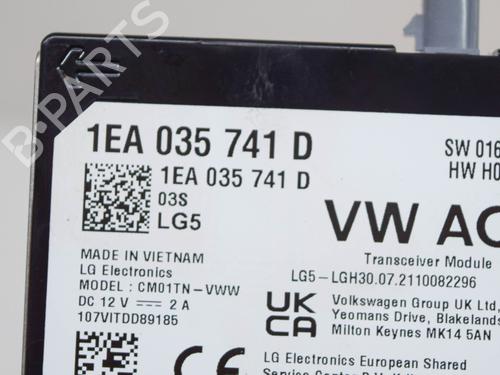 1EA 035 741 D
1EA 035 741 D
03S
LG5
SW 016
HW H0
VW AC
Transceiver Module
LG5-LGH30.07.2110082296
MADE IN VIETNAM
LG Electronics
MODEL : CM01TN-VWW
DC 12 V 2 A
107VITDD89185
UK
CA
Volkswagen Group UK Ltd,
Yeomans Drive, Blakelands
Milton Keynes MK14 5AN
CE
LG Electronics European Shared
B-PARTS